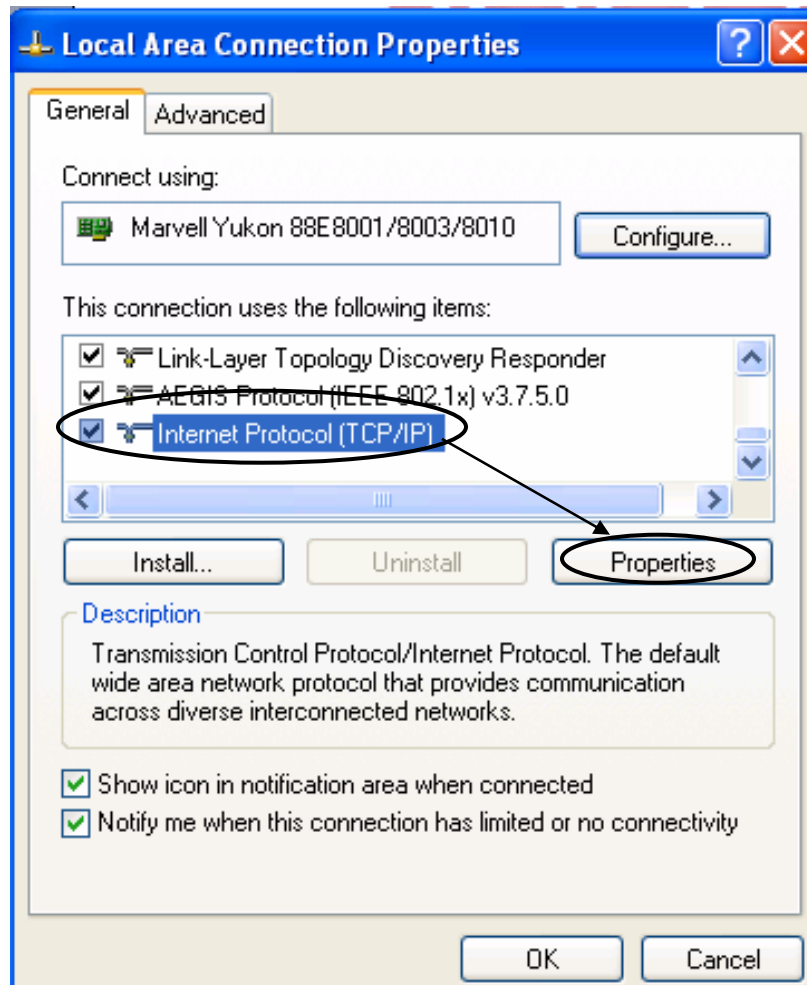 Local Area Connection Properties
General Advanced
Connect using:
Marvell Yukon 88E8001/8003/8010 Configure...
This connection uses the following items:
Link-Layer Topology Discovery Responder
AEGIS Protocol (IEEE 802.1x) v3.7.5.0
Internet Protocol (TCP/IP)
Install... Uninstall Properties
Description
Transmission Control Protocol/Internet Protocol. The default
wide area network protocol that provides communication
across diverse interconnected networks.
Show icon in notification area when connected
Notify me when this connection has limited or no connectivity
OK Cancel